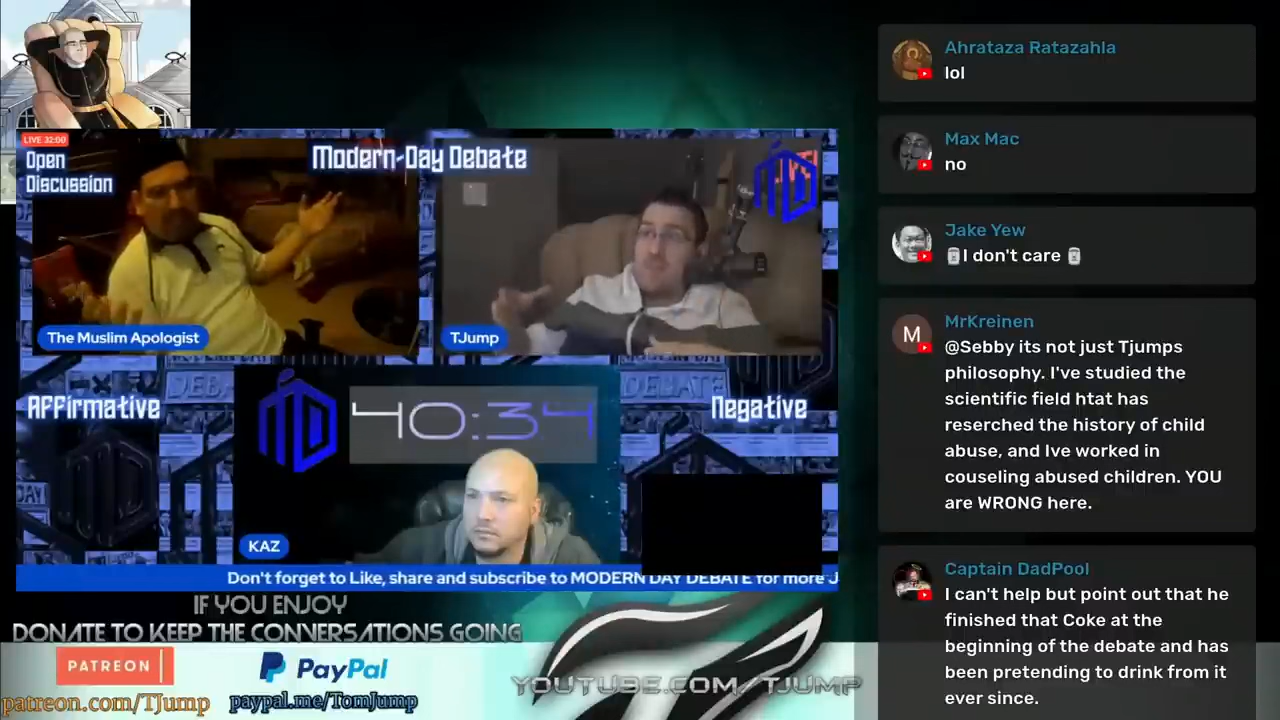 LIVE 32:00
Open
Discussion
Modern-Day Debate
The Muslim Apologist
TJump
Affirmative
Negative
40:34
KAZ
Don't forget to Like, share and subscribe to MODERN DAY DEBATE for more J
IF YOU ENJOY
DONATE TO KEEP THE CONVERSATIONS GOING
PATREON
PayPal
patreon.com/TJump
paypal.me/TomJump
YOUTUBE.COM/TJUMP
Ahrataza Ratazahla
lol
Max Mac
no
Jake Yew
I don't care
MrKreinen
M
@Sebby its not just Tjumps
philosophy. I've studied the
scientific field htat has
reserched the history of child
abuse, and Ive worked in
couseling abused children. YOU
are WRONG here.
Captain DadPool
I can't help but point out that he
finished that Coke at the
beginning of the debate and has
been pretending to drink from it
ever since.